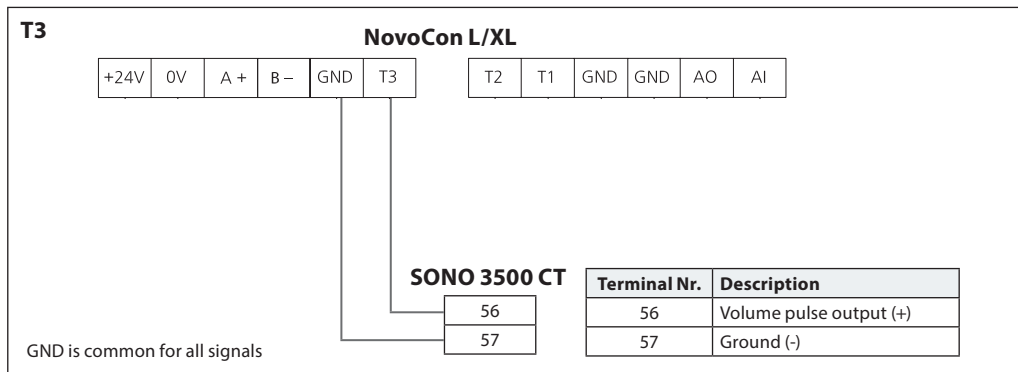 T3
NovoCon L/XL
+24V 0V A + B – GND T3 T2 T1 GND GND AO AI
SONO 3500 CT
56
57
Terminal Nr. Description
56 Volume pulse output (+)
57 Ground (-)
GND is common for all signals